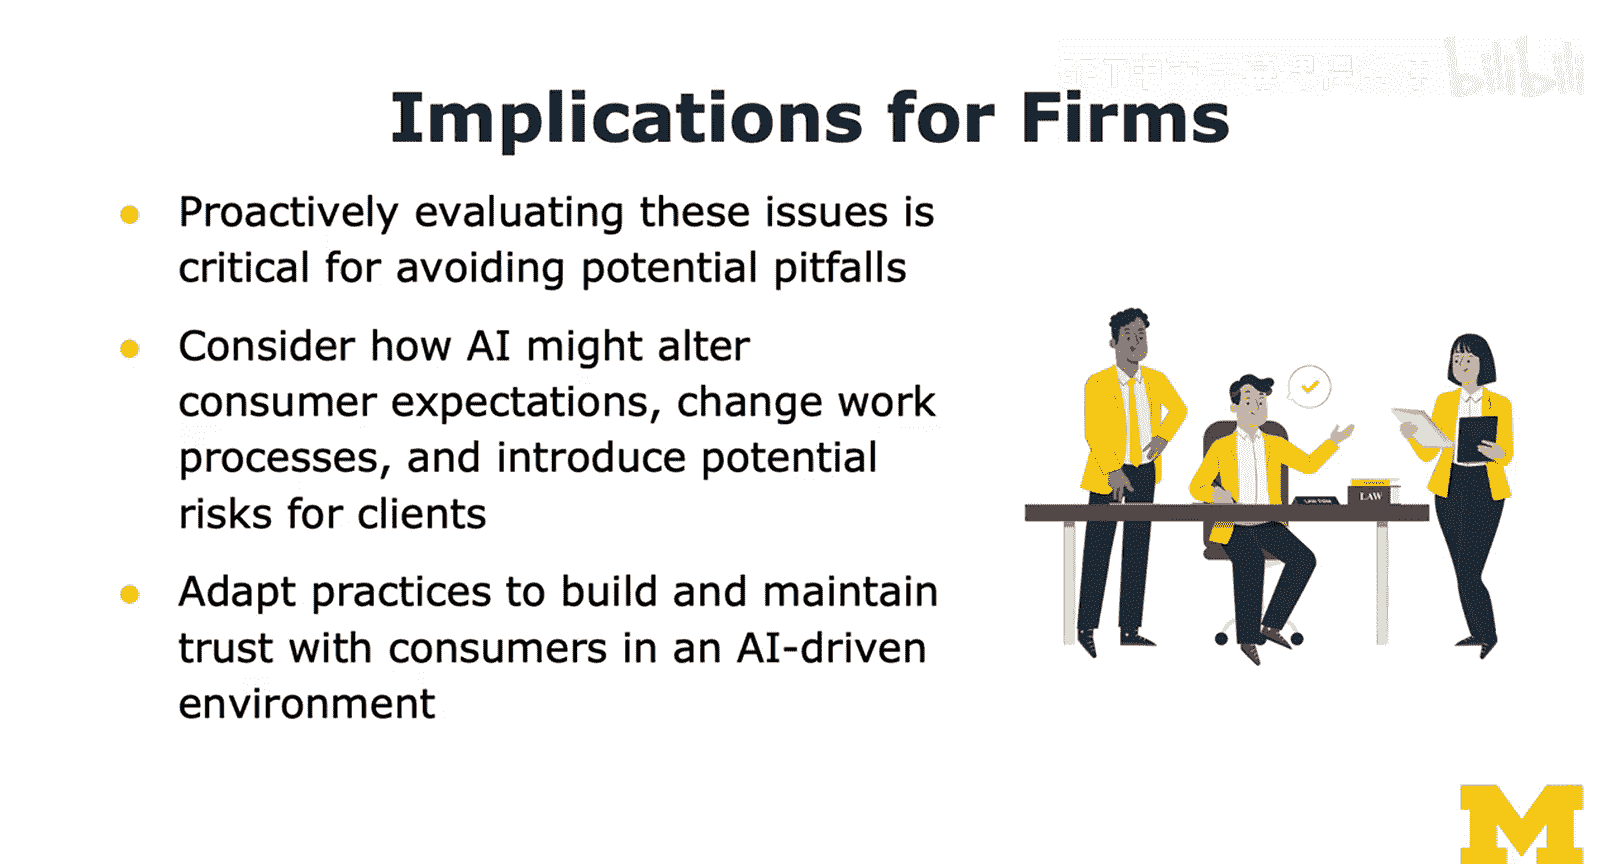 bilibili
Implications for Firms
Proactively evaluating these issues is
critical for avoiding potential pitfalls
Consider how AI might alter
consumer expectations, change work
processes, and introduce potential
risks for clients
Adapt practices to build and maintain
trust with consumers in an AI-driven
environment
LAW
M